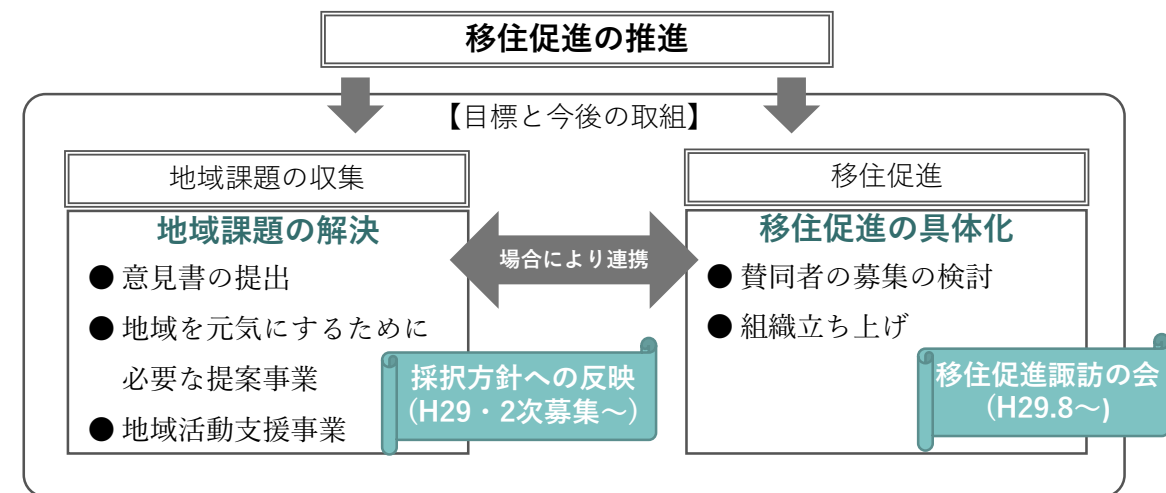 移住促進の推進
【目標と今後の取組】
地域課題の収集
地域課題の解決
● 意見書の提出
● 地域を元気にするために
必要な提案事業
● 地域活動支援事業
採択方針への反映
(H29・2次募集～)
場合により連携
移住促進
移住促進の具体化
● 賛同者の募集の検討
● 組織立ち上げ
移住促進諏訪の会
(H29.8～)